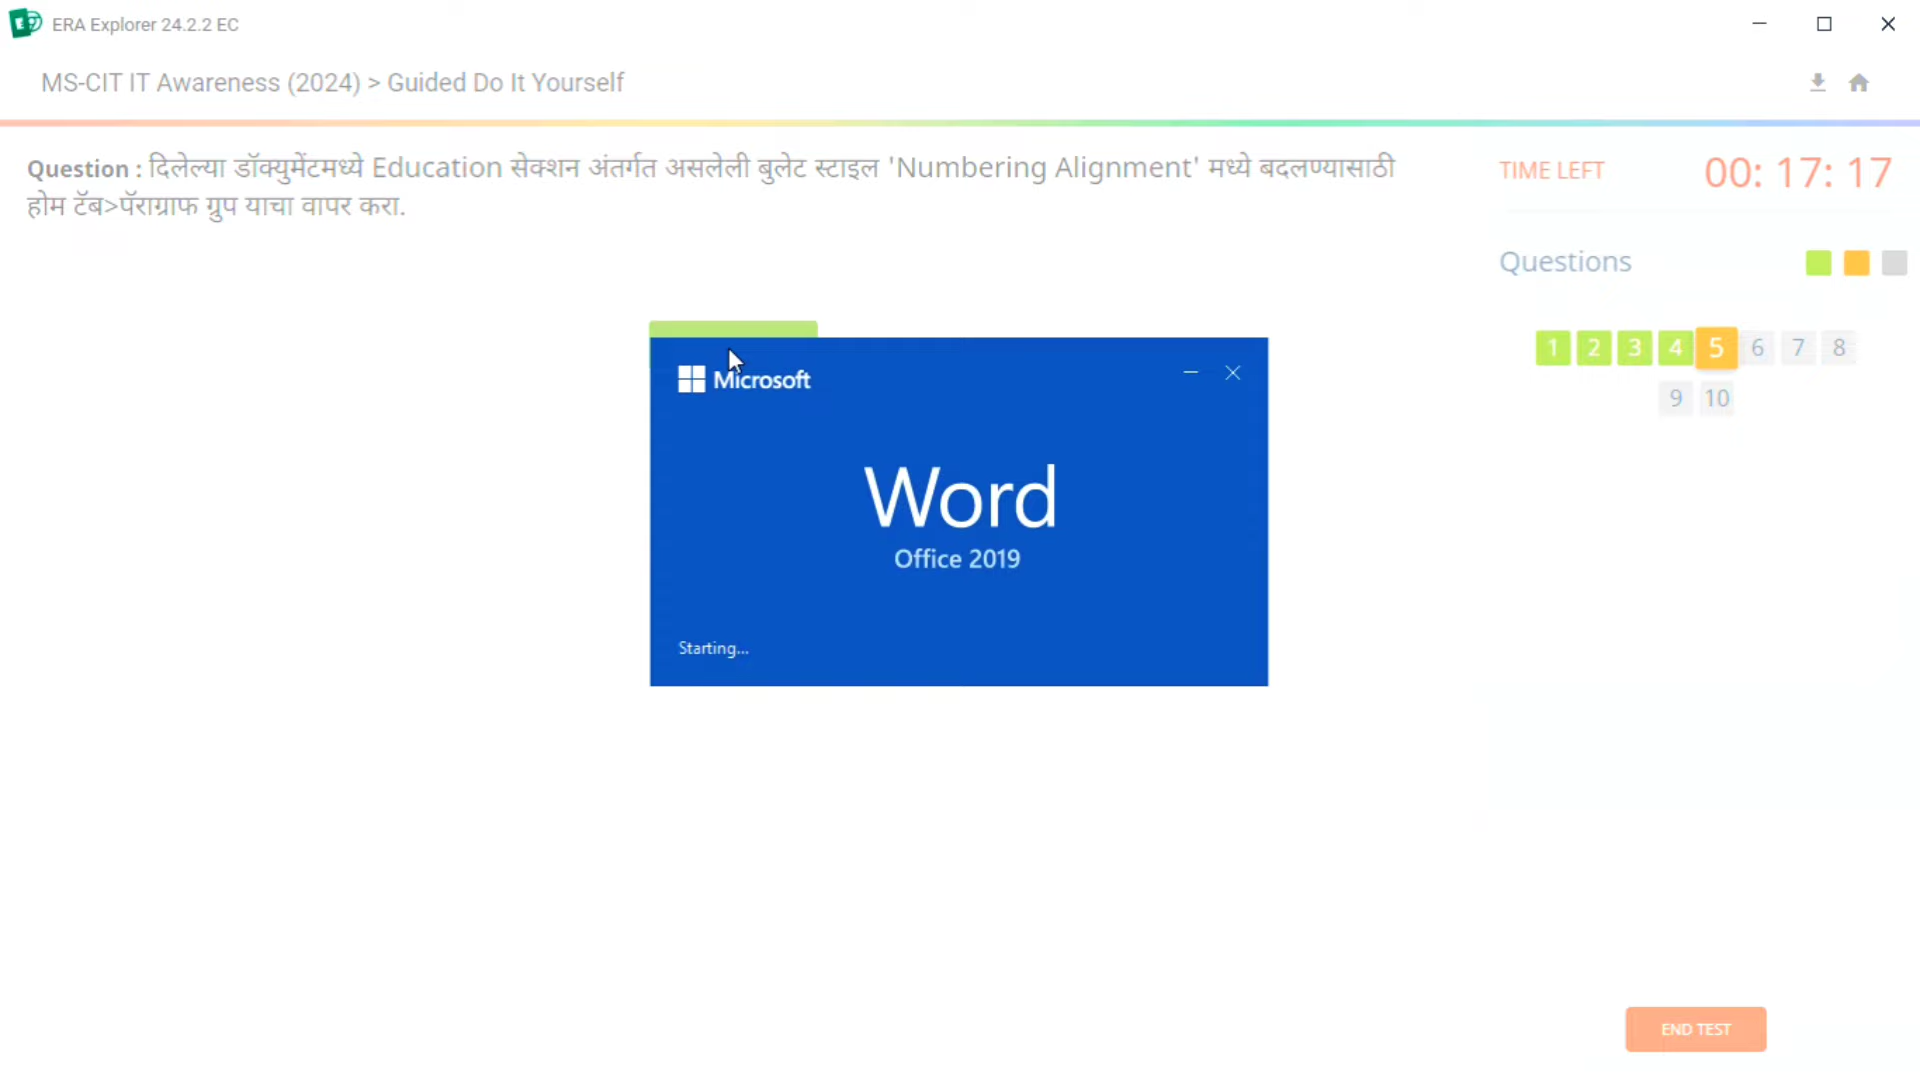 ERA Explorer 24.2.2 EC
MS-CIT IT Awareness (2024) > Guided Do It Yourself
Question : दिलेल्या डॉक्युमेंटमध्ये Education सेक्शन अंतर्गत असलेली बुलेट स्टाइल 'Numbering Alignment' मध्ये बदलण्यासाठी
होम टॅब>पॅराग्राफ ग्रुप याचा वापर करा.
TIME LEFT 00: 17: 17
Questions
1 2 3 4 5 6 7 8
9 10
Microsoft
Word
Office 2019
Starting...
END TEST